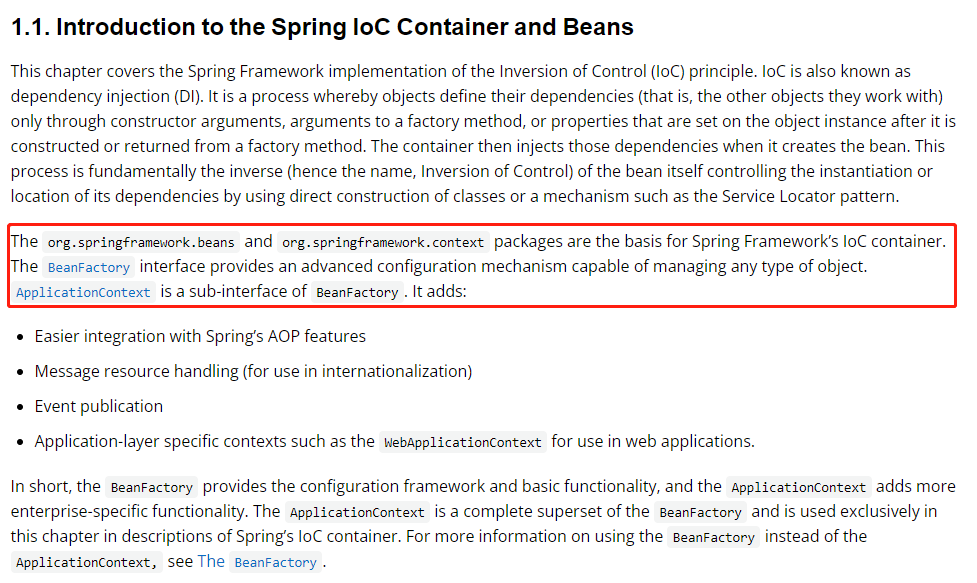 1.1. Introduction to the Spring IoC Container and Beans
This chapter covers the Spring Framework implementation of the Inversion of Control (IoC) principle. IoC is also known as
dependency injection (DI). It is a process whereby objects define their dependencies (that is, the other objects they work with)
only through constructor arguments, arguments to a factory method, or properties that are set on the object instance after it is
constructed or returned from a factory method. The container then injects those dependencies when it creates the bean. This
process is fundamentally the inverse (hence the name, Inversion of Control) of the bean itself controlling the instantiation or
location of its dependencies by using direct construction of classes or a mechanism such as the Service Locator pattern.
The org.springframework.beans and org.springframework.context packages are the basis for Spring Framework’s IoC container.
The BeanFactory interface provides an advanced configuration mechanism capable of managing any type of object.
ApplicationContext is a sub-interface of BeanFactory. It adds:
• Easier integration with Spring’s AOP features
• Message resource handling (for use in internationalization)
• Event publication
• Application-layer specific contexts such as the WebApplicationContext for use in web applications.
In short, the BeanFactory provides the configuration framework and basic functionality, and the ApplicationContext adds more
enterprise-specific functionality. The ApplicationContext is a complete superset of the BeanFactory and is used exclusively in
this chapter in descriptions of Spring’s IoC container. For more information on using the BeanFactory instead of the
ApplicationContext, see The BeanFactory.